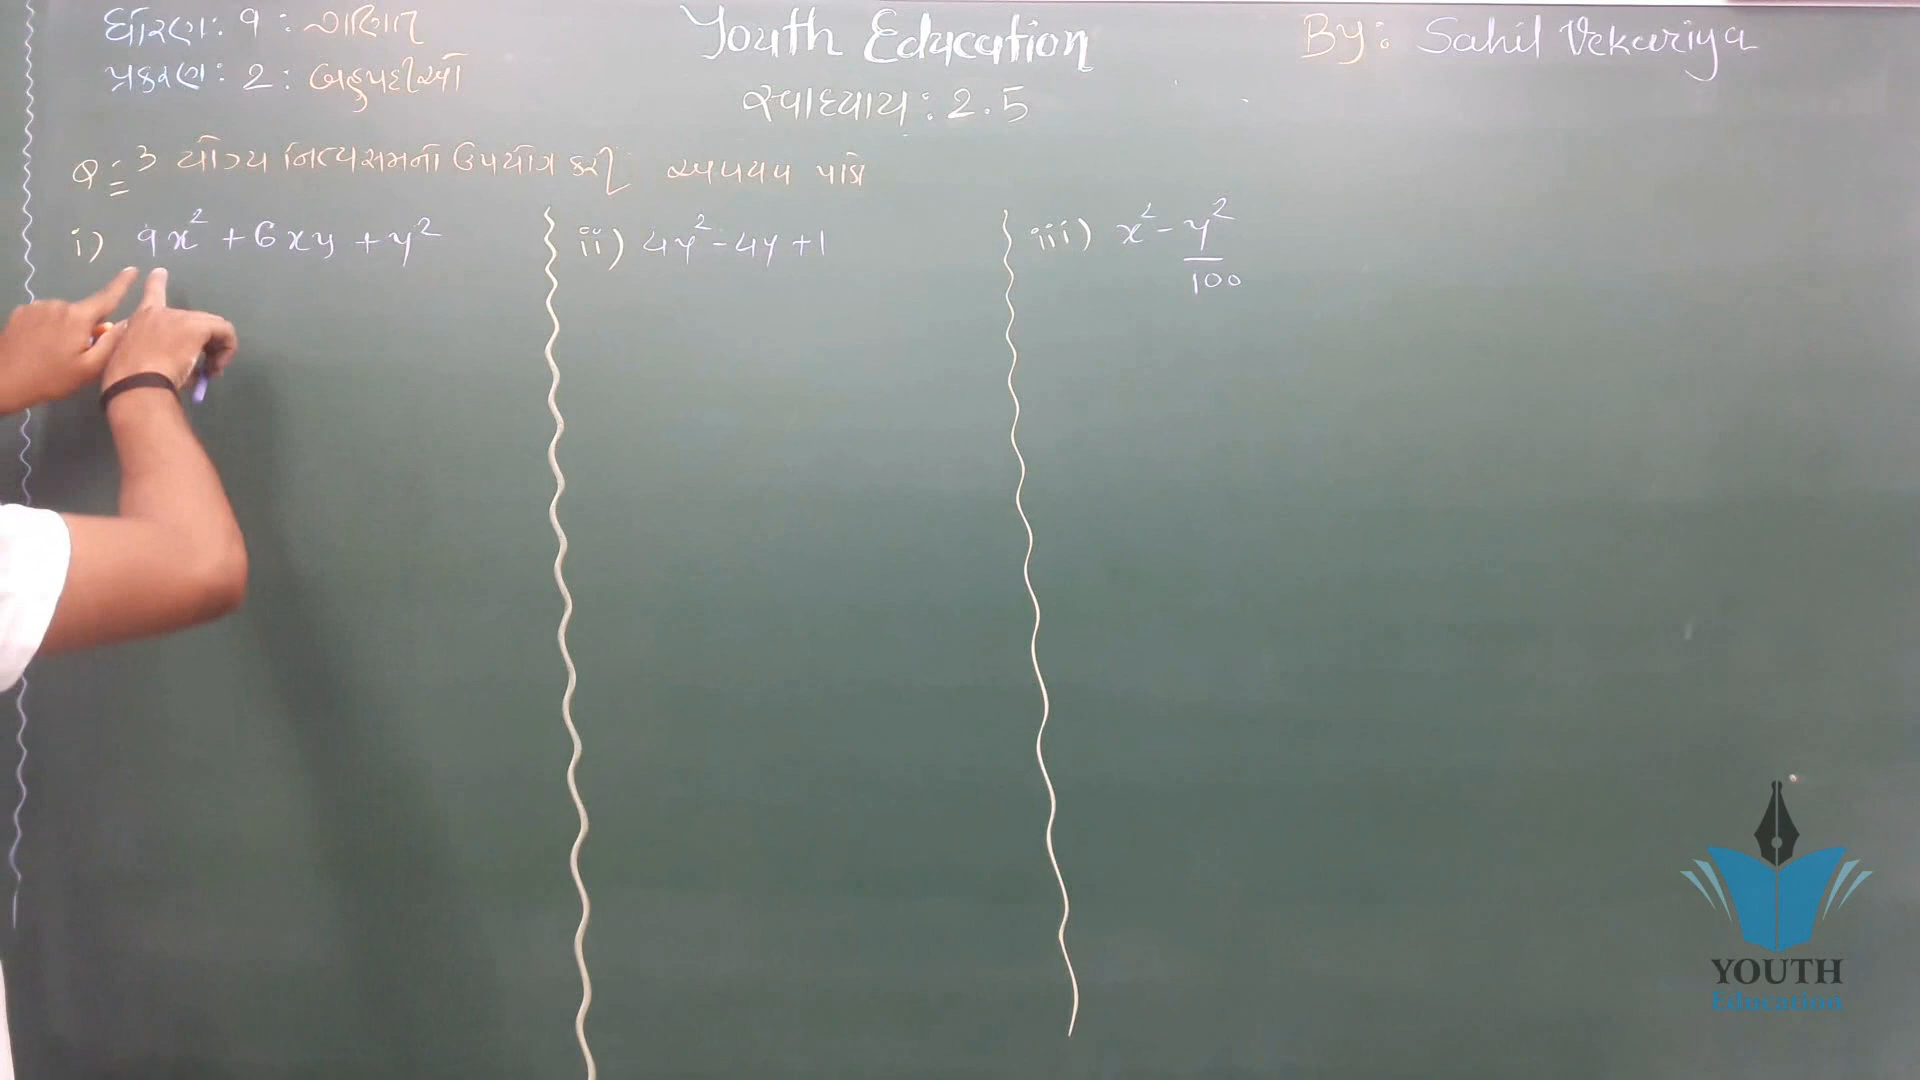 ધોરણ: 9 : ગણિત
પ્રકરણ: 2 : બહુપદીઓ
Youth Education
સ્વાધ્યાય : 2.5
By: Sahil Vekariya
Q:- 3 યોગ્ય નિત્યસમનો ઉપયોગ કરી અવયવ પાડો
i) 9x² + 6xy + y²
ii) 4y² - 4y + 1
iii) x² - y²/100
YOUTH
Education